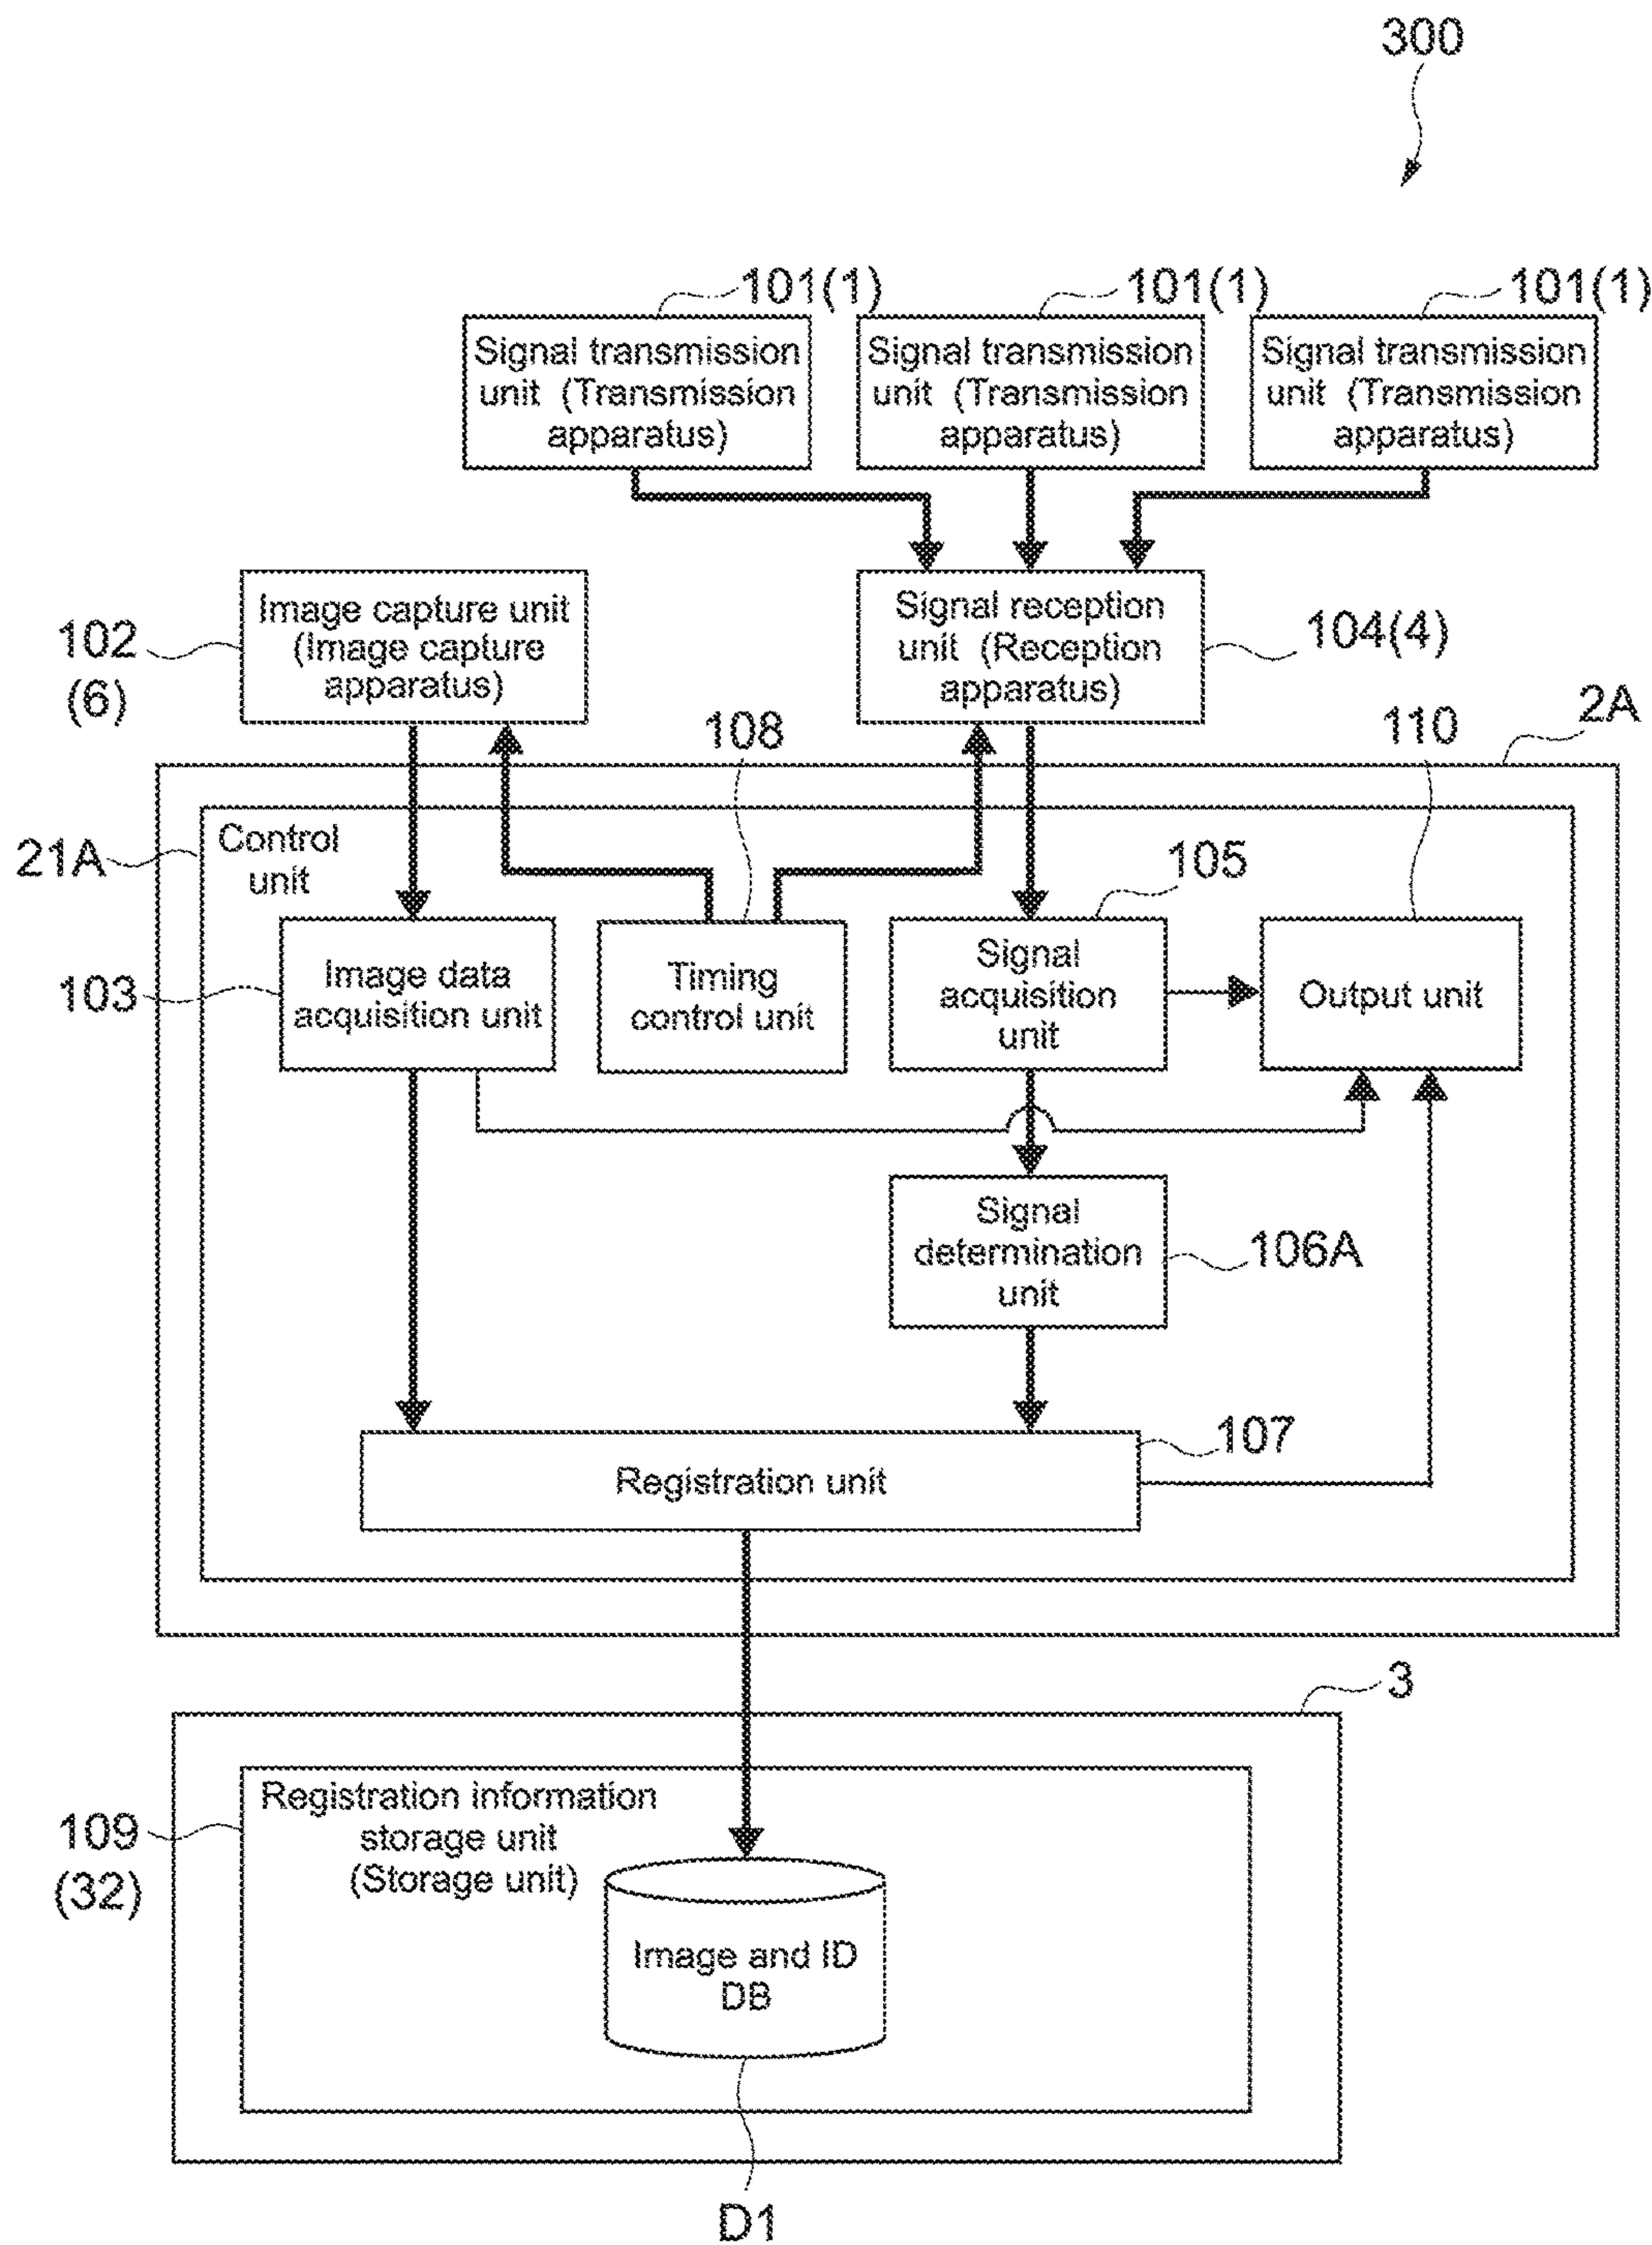 300
101(1)
101(1)
101(1)
Signal transmission
unit (Transmission
apparatus)
Signal transmission
unit (Transmission
apparatus)
Signal transmission
unit (Transmission
apparatus)
102
(6)
Image capture unit
(Image capture
apparatus)
Signal reception
unit (Reception
apparatus)
104(4)
2A
108
110
21A
Control
unit
105
103
Image data
acquisition unit
Timing
control unit
Signal
acquisition
unit
Output unit
Signal
determination
unit
106A
107
Registration unit
3
109
(32)
Registration information
storage unit
(Storage unit)
Image and ID
DB
D1